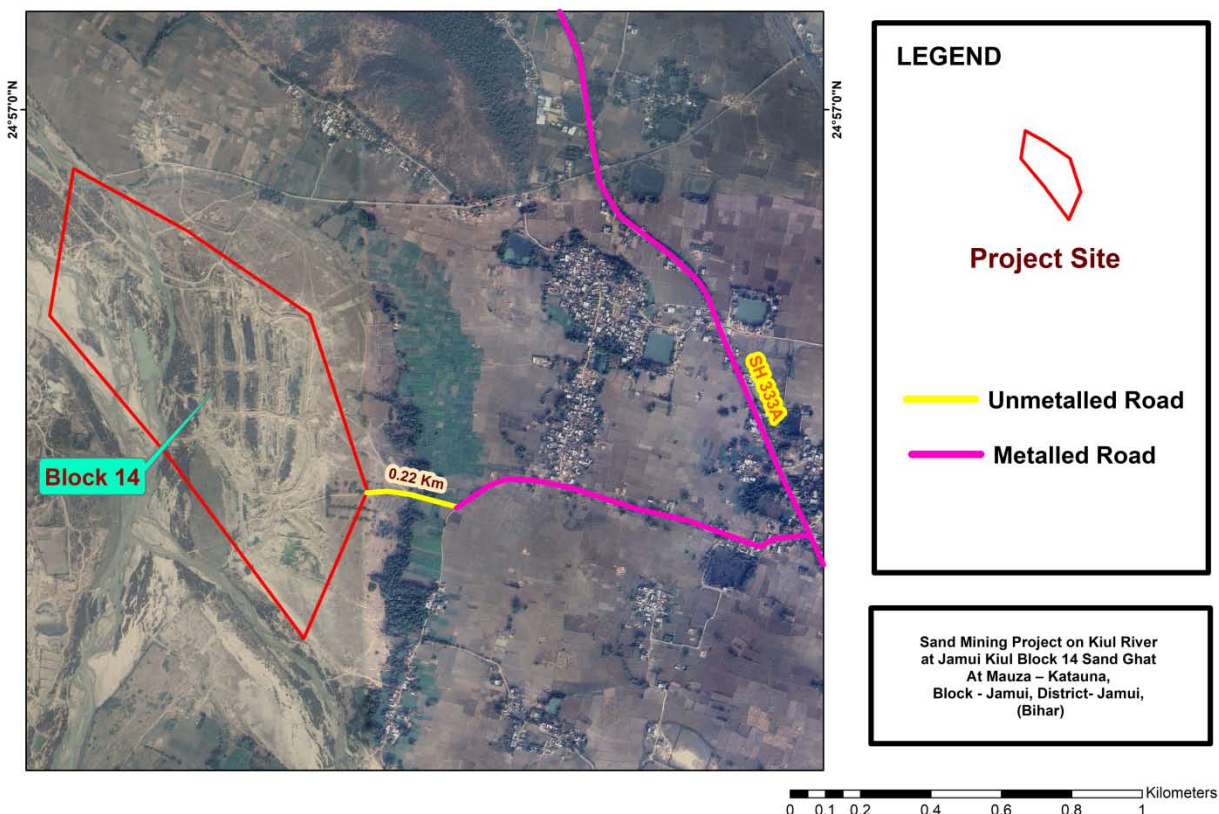 24°57'0"N
24°57'0"N
SH 333A
Block 14
0.22 Km
LEGEND
Project Site
Unmetalled Road
Metalled Road
Sand Mining Project on Kiul River
at Jamui Kiul Block 14 Sand Ghat
At Mauza – Katauna,
Block - Jamui, District- Jamui,
(Bihar)
Kilometers
0 0.1 0.2 0.4 0.6 0.8 1